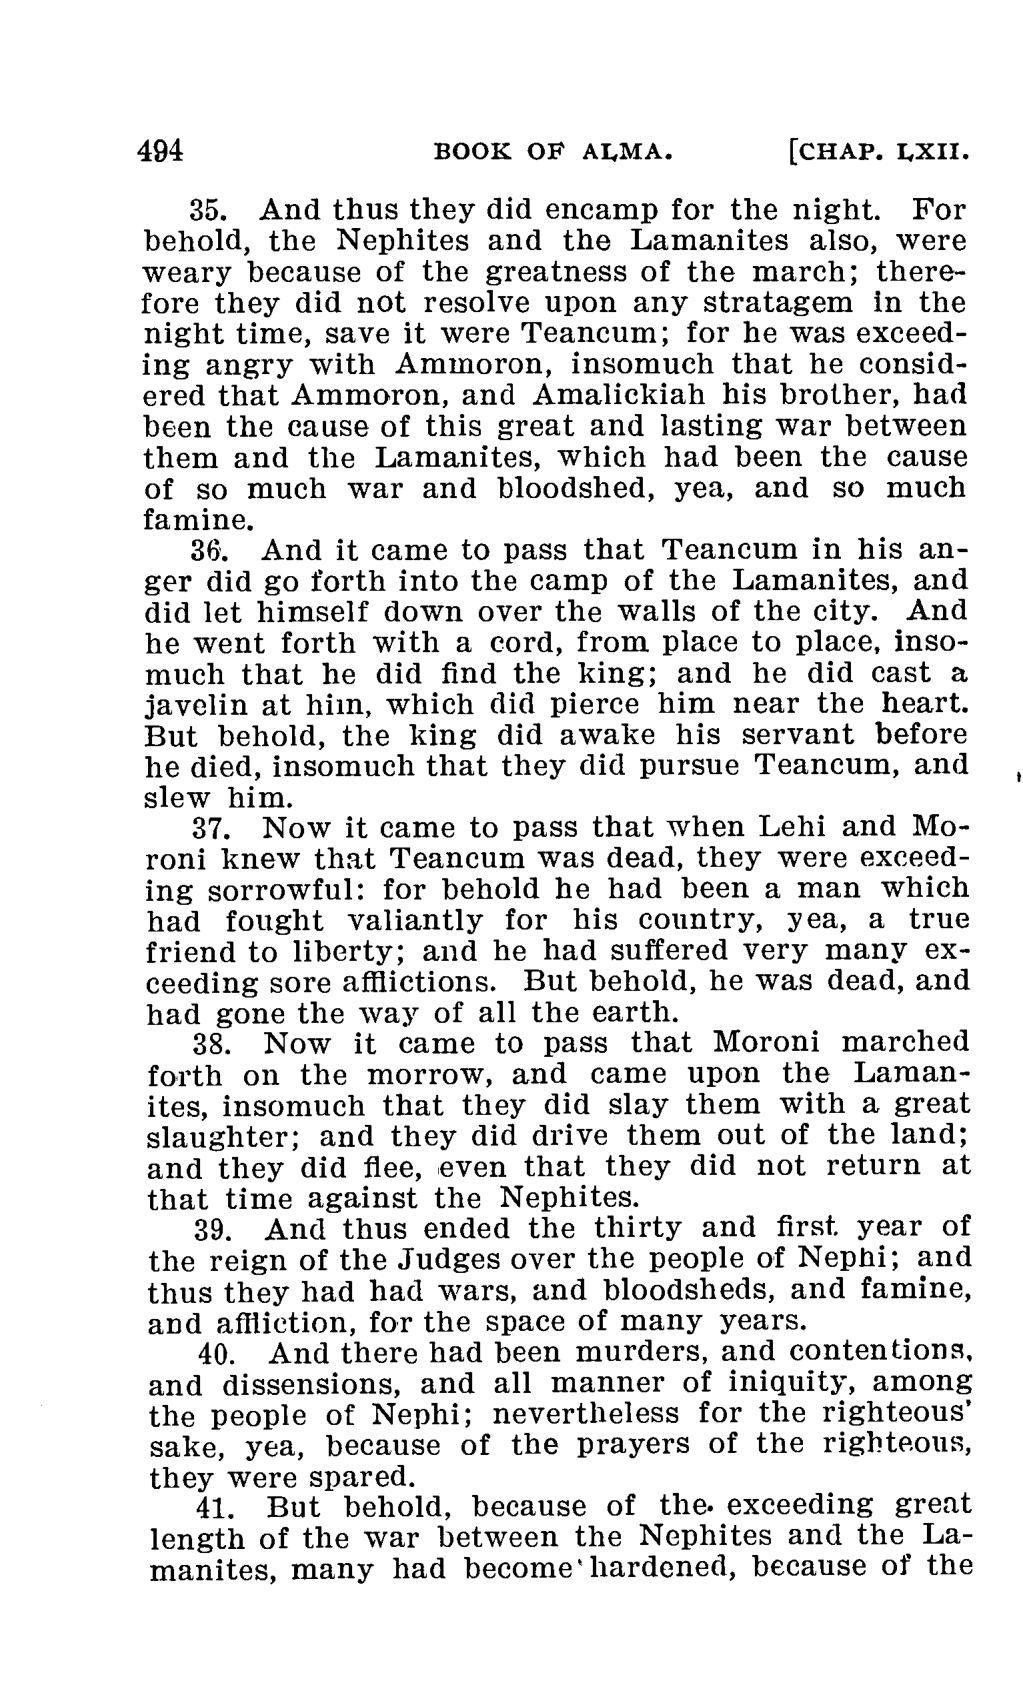 494 BOOK OF ALMA. [CHAP. LXII.
35. And thus they did encamp for the night. For
behold, the Nephites and the Lamanites also, were
weary because of the greatness of the march; there-
fore they did not resolve upon any stratagem in the
night time, save it were Teancum; for he was exceed-
ing angry with Ammoron, insomuch that he consid-
ered that Ammoron, and Amalickiah his brother, had
been the cause of this great and lasting war between
them and the Lamanites, which had been the cause
of so much war and bloodshed, yea, and so much
famine.
36. And it came to pass that Teancum in his an-
ger did go forth into the camp of the Lamanites, and
did let himself down over the walls of the city. And
he went forth with a cord, from place to place, inso-
much that he did find the king; and he did cast a
javelin at him, which did pierce him near the heart.
But behold, the king did awake his servant before
he died, insomuch that they did pursue Teancum, and
slew him.
37. Now it came to pass that when Lehi and Mo-
roni knew that Teancum was dead, they were exceed-
ing sorrowful: for behold he had been a man which
had fought valiantly for his country, yea, a true
friend to liberty; and he had suffered very many ex-
ceeding sore afflictions. But behold, he was dead, and
had gone the way of all the earth.
38. Now it came to pass that Moroni marched
forth on the morrow, and came upon the Laman-
ites, insomuch that they did slay them with a great
slaughter; and they did drive them out of the land;
and they did flee, even that they did not return at
that time against the Nephites.
39. And thus ended the thirty and first year of
the reign of the Judges over the people of Nephi; and
thus they had had wars, and bloodsheds, and famine,
and affliction, for the space of many years.
40. And there had been murders, and contentions,
and dissensions, and all manner of iniquity, among
the people of Nephi; nevertheless for the righteous'
sake, yea, because of the prayers of the righteous,
they were spared.
41. But behold, because of the exceeding great
length of the war between the Nephites and the La-
manites, many had become hardened, because of the